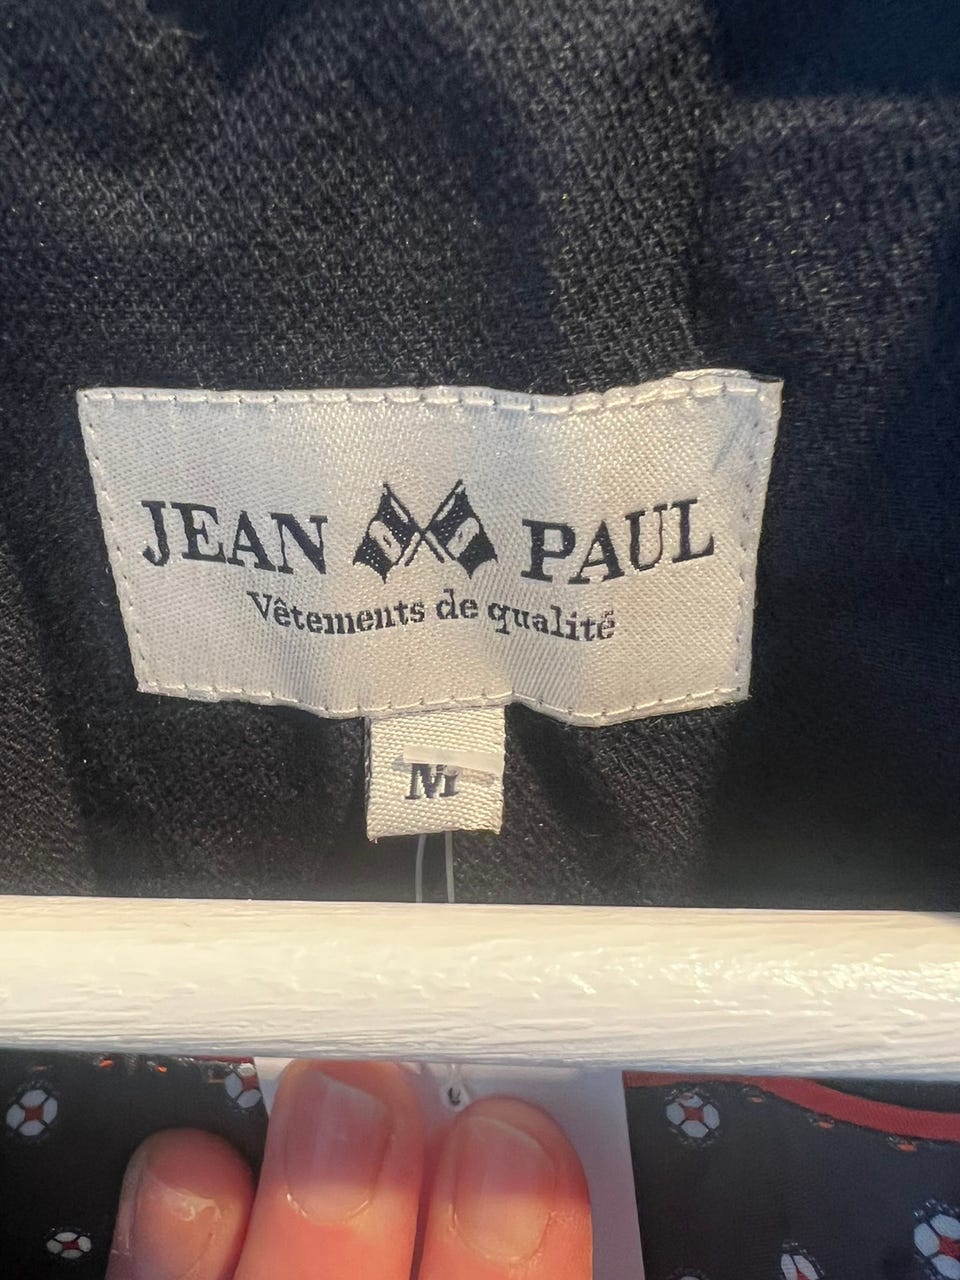 JEAN PAUL
Vêtements de qualité
M